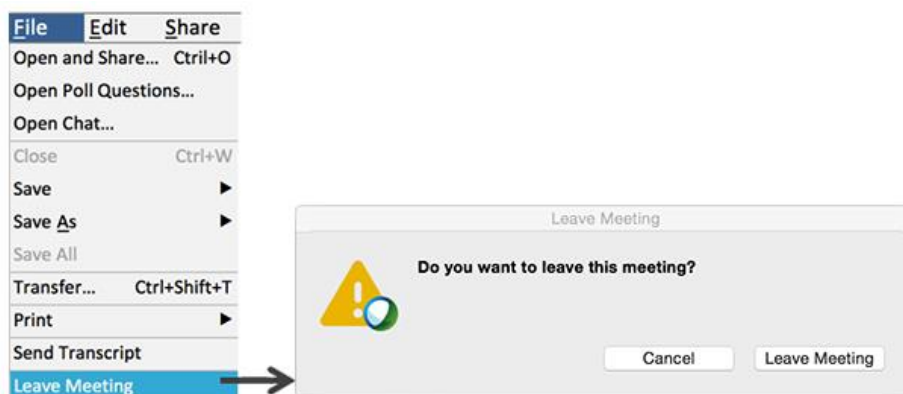 File Edit Share
Open and Share... Ctril+O
Open Poll Questions...
Open Chat...
Close Ctrl+W
Save
Save As
Save All
Transfer... Ctrl+Shift+T
Print
Send Transcript
Leave Meeting
Leave Meeting
Do you want to leave this meeting?
Cancel Leave Meeting